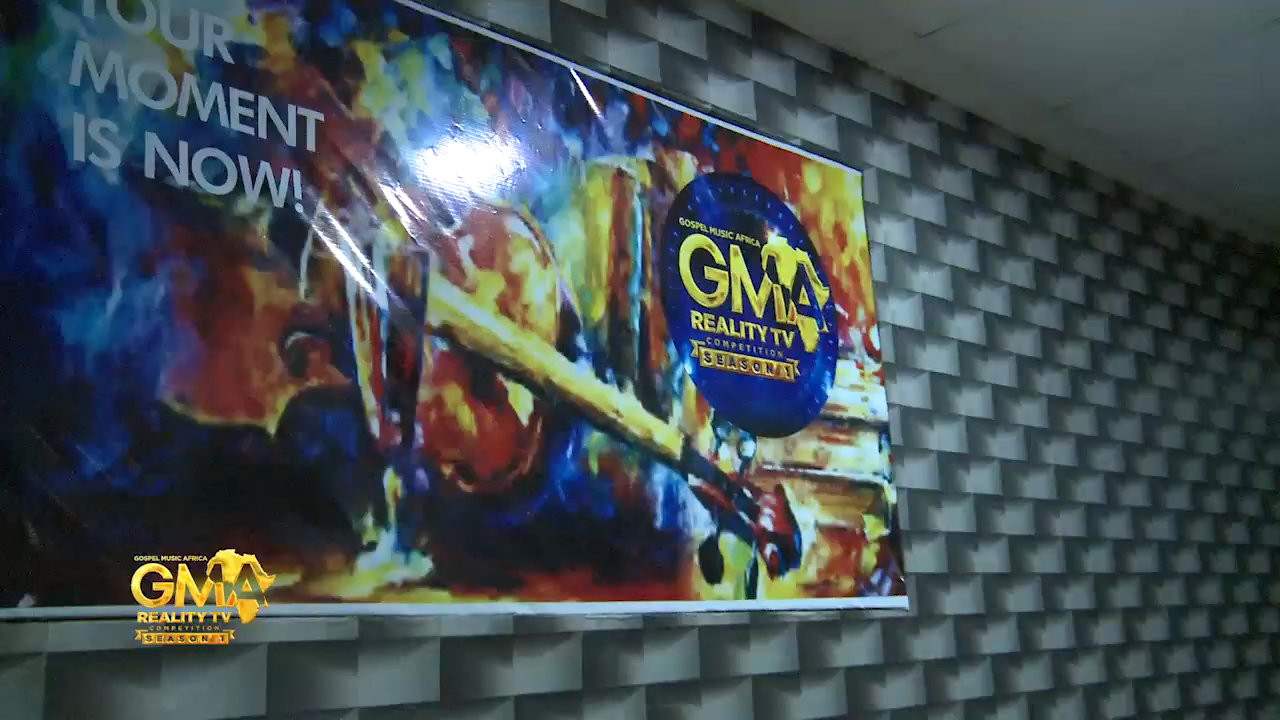 YOUR
MOMENT
IS NOW!
GOSPEL MUSIC AFRICA
GMA
REALITY TV
COMPETITION
SEASON 1
GOSPEL MUSIC AFRICA
GMA
REALITY TV
COMPETITION
SEASON 1